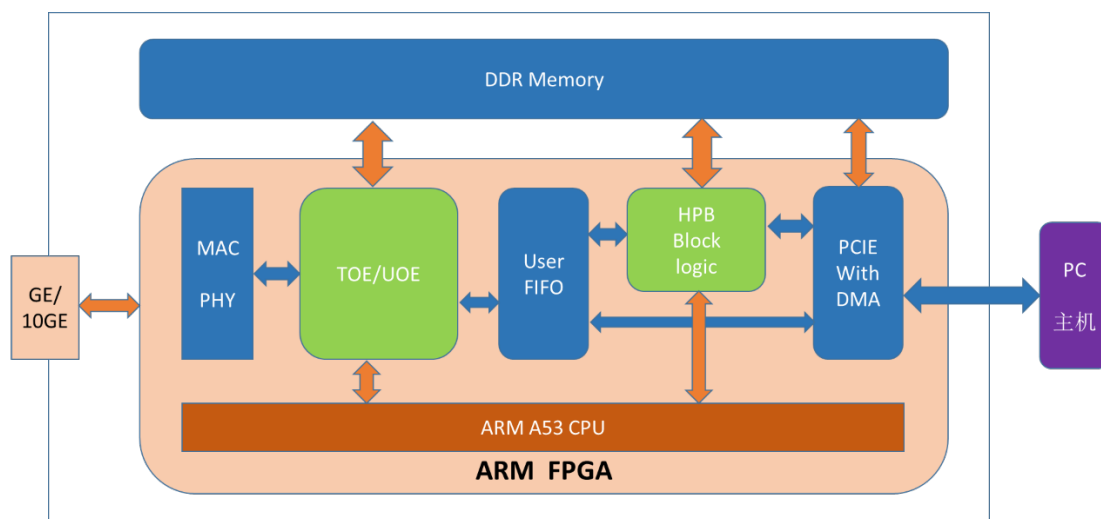 DDR Memory
GE/
10GE
MAC
PHY
TOE/UOE
User
FIFO
HPB
Block
logic
PCIE
With
DMA
PC
主机
ARM A53 CPU
ARM FPGA